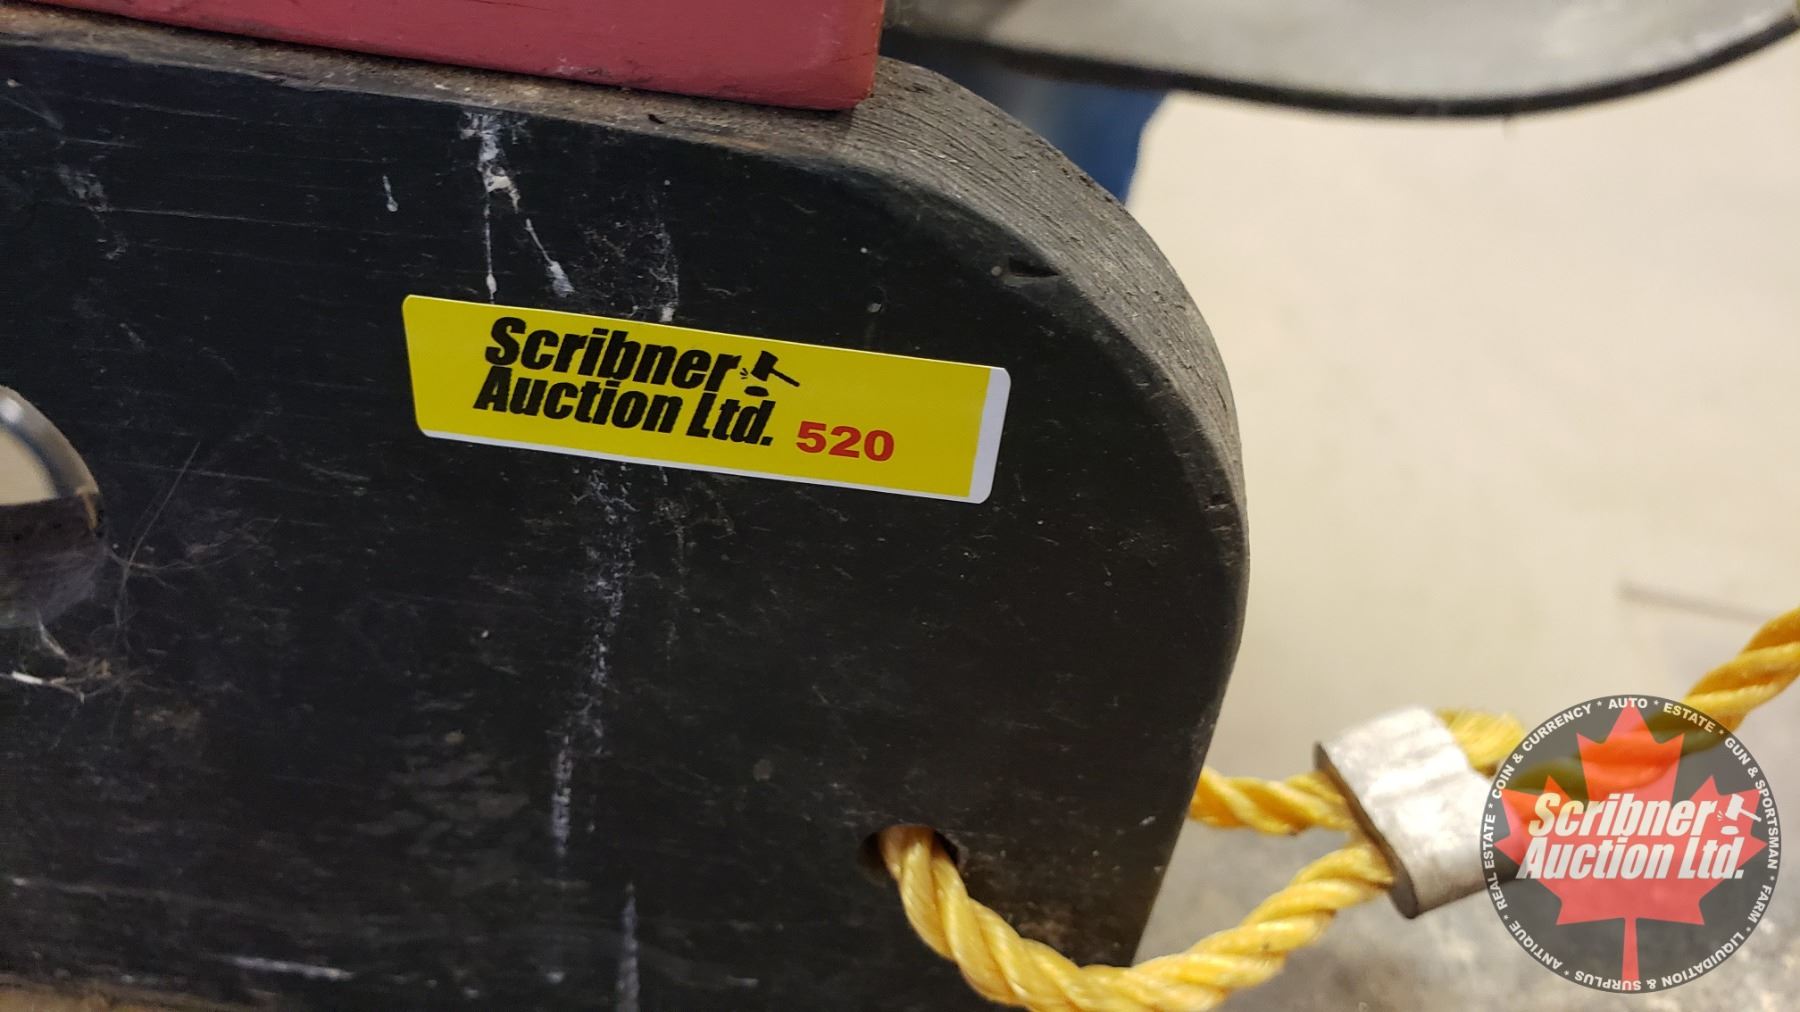 Scribner
Auction Ltd. 520
REAL ESTATE * COIN & CURRENCY * AUTO * ESTATE * GUN & SPORTSMAN * FARM * LIQUIDATION & SURPLUS * ANTIQUE *
Scribner
Auction Ltd.